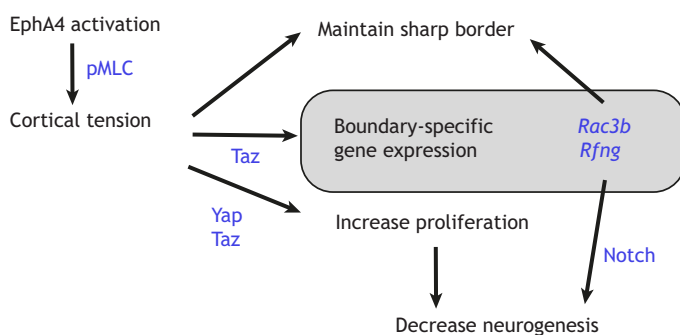 EphA4 activation
Maintain sharp border
pMLC
Cortical tension
Boundary-specific
gene expression
Rac3b
Rfng
Taz
Yap
Taz
Increase proliferation
Notch
Decrease neurogenesis